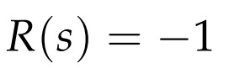 R(s) = −1